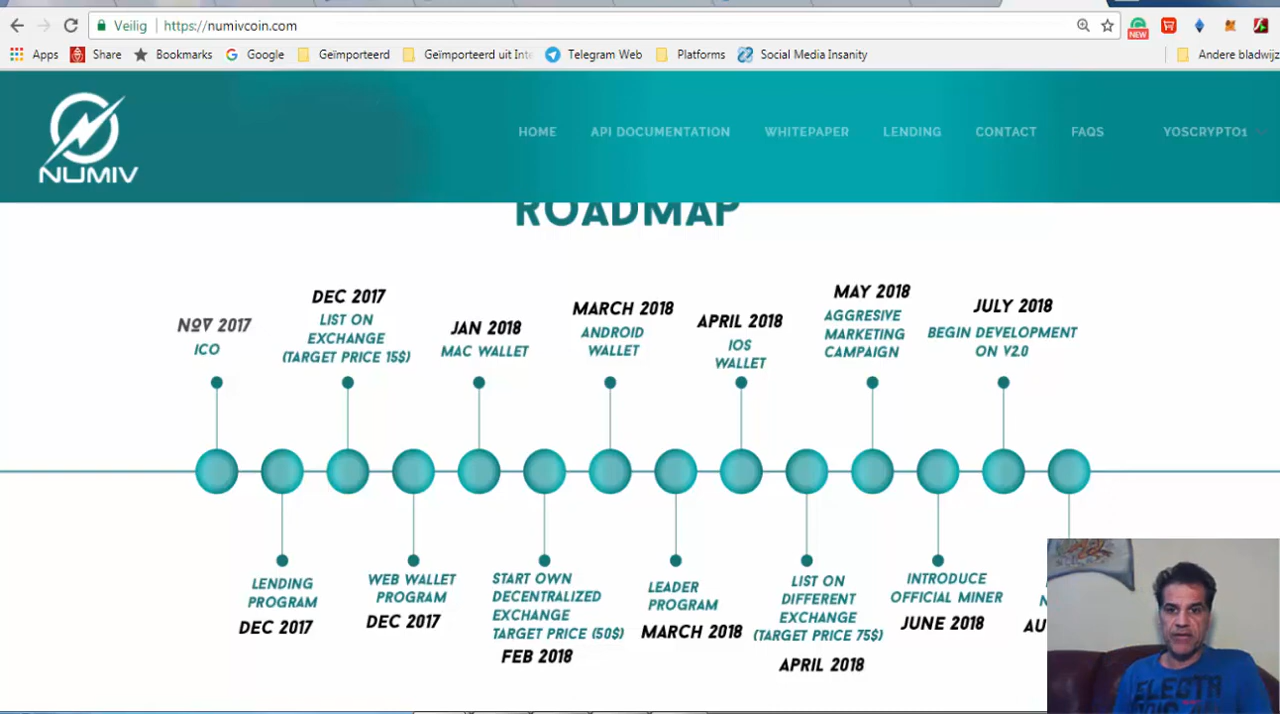 Veilig
https://numivcoin.com
NEW
Apps
Share
Bookmarks
Google
Geïmporteerd
Geïmporteerd uit Inte
Telegram Web
Platforms
Social Media Insanity
Andere bladwijz
NUMIV
HOME
API DOCUMENTATION
WHITEPAPER
LENDING
CONTACT
FAQS
YOSCRYPTO1
ROADMAP
NOV 2017
ICO
DEC 2017
LIST ON
EXCHANGE
(TARGET PRICE 15$)
JAN 2018
MAC WALLET
MARCH 2018
ANDROID
WALLET
APRIL 2018
IOS
WALLET
MAY 2018
AGGRESIVE
MARKETING
CAMPAIGN
JULY 2018
BEGIN DEVELOPMENT
ON V2.0
LENDING
PROGRAM
DEC 2017
WEB WALLET
PROGRAM
DEC 2017
START OWN
DECENTRALIZED
EXCHANGE
TARGET PRICE (50$)
FEB 2018
LEADER
PROGRAM
MARCH 2018
LIST ON
DIFFERENT
EXCHANGE
(TARGET PRICE 75$)
APRIL 2018
INTRODUCE
OFFICIAL MINER
JUNE 2018
AU